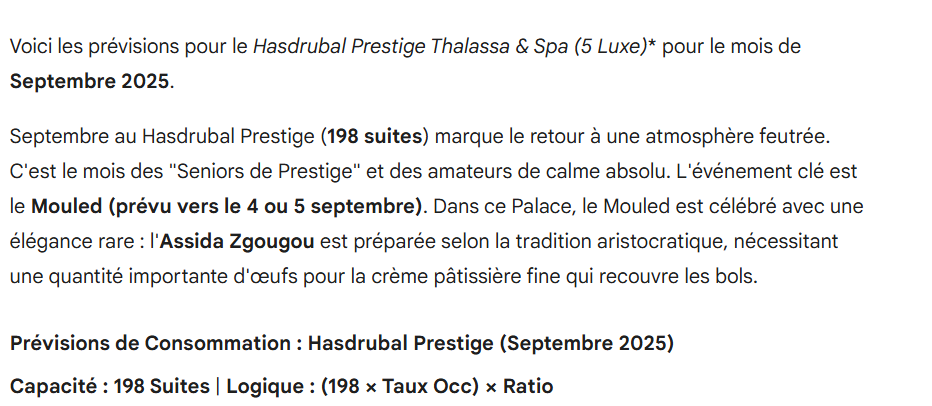 Voici les prévisions pour le Hasdrubal Prestige Thalassa & Spa (5 Luxe)* pour le mois de
Septembre 2025.
Septembre au Hasdrubal Prestige (198 suites) marque le retour à une atmosphère feutrée.
C'est le mois des "Seniors de Prestige" et des amateurs de calme absolu. L'événement clé est
le Mouled (prévu vers le 4 ou 5 septembre). Dans ce Palace, le Mouled est célébré avec une
élégance rare : l'Assida Zgougou est préparée selon la tradition aristocratique, nécessitant
une quantité importante d'œufs pour la crème pâtissière fine qui recouvre les bols.
Prévisions de Consommation : Hasdrubal Prestige (Septembre 2025)
Capacité : 198 Suites | Logique : (198 × Taux Occ) × Ratio